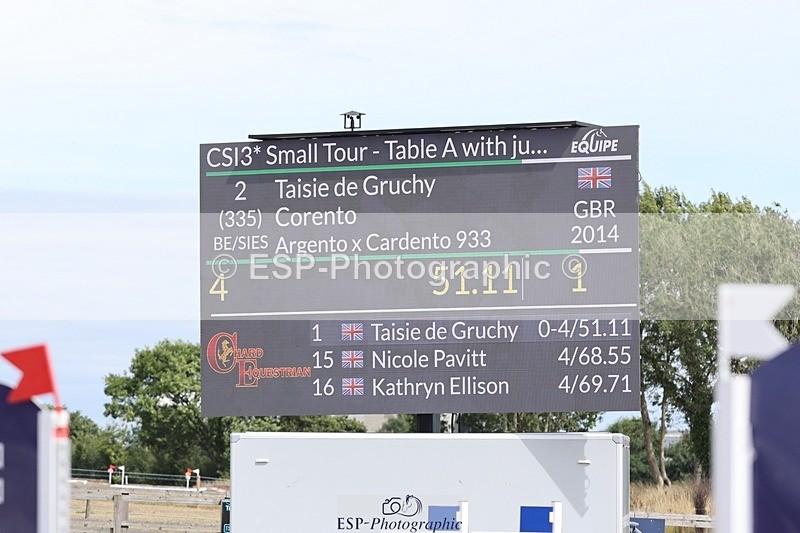 CSI3* Small Tour - Table A with ju... EQUIPE
2 Taisie de Gruchy
(335) Corento GBR
BE/SIES Argento x Cardento 933 2014
© ESP-Photographic ©
4 51.11 1
1 Taisie de Gruchy 0-4/51.11
15 Nicole Pavitt 4/68.55
16 Kathryn Ellison 4/69.71
CHARD
EQUESTRIAN
ESP-Photographic